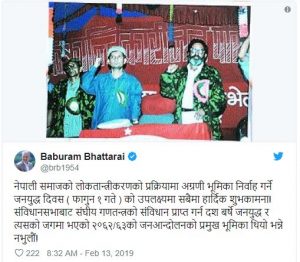 Baburam Bhattarai
@brb1954
नेपाली समाजको लोकतान्त्रीकरणको प्रक्रियामा अग्रणी भूमिका निर्वाह गर्ने
जनयुद्ध दिवस ( फागुन १ गते ) को उपलक्ष्यमा सबैमा हार्दिक शुभकामना।
संविधानसभाबाट संघीय गणतन्त्रको संविधान प्राप्त गर्न दश बर्षे जनयुद्ध र
त्यसको जगमा भएको २०६२/६३को जनआन्दोलनको प्रमुख भूमिका थियो भन्ने
नभुलौं।
222 8:32 AM - Feb 13, 2019